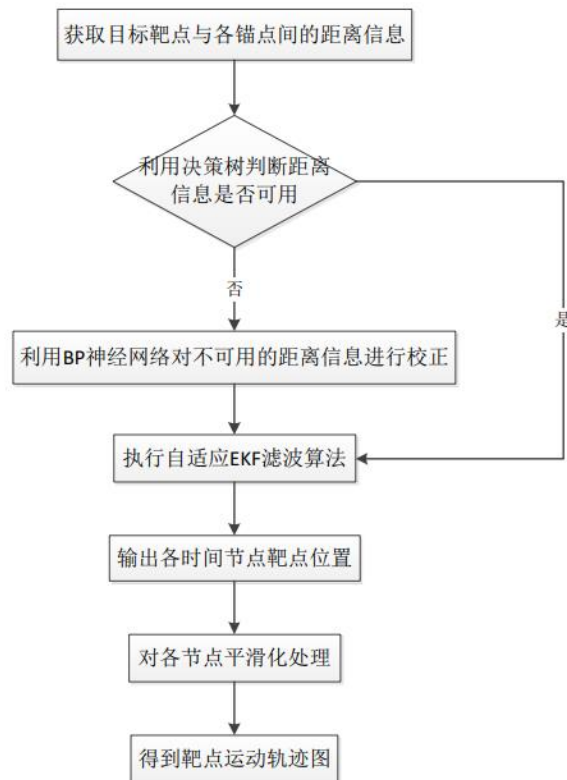 获取目标靶点与各锚点间的距离信息
利用决策树判断距离
信息是否可用
否
是
利用BP神经网络对不可用的距离信息进行校正
执行自适应EKF滤波算法
输出各时间节点靶点位置
对各节点平滑化处理
得到靶点运动轨迹图